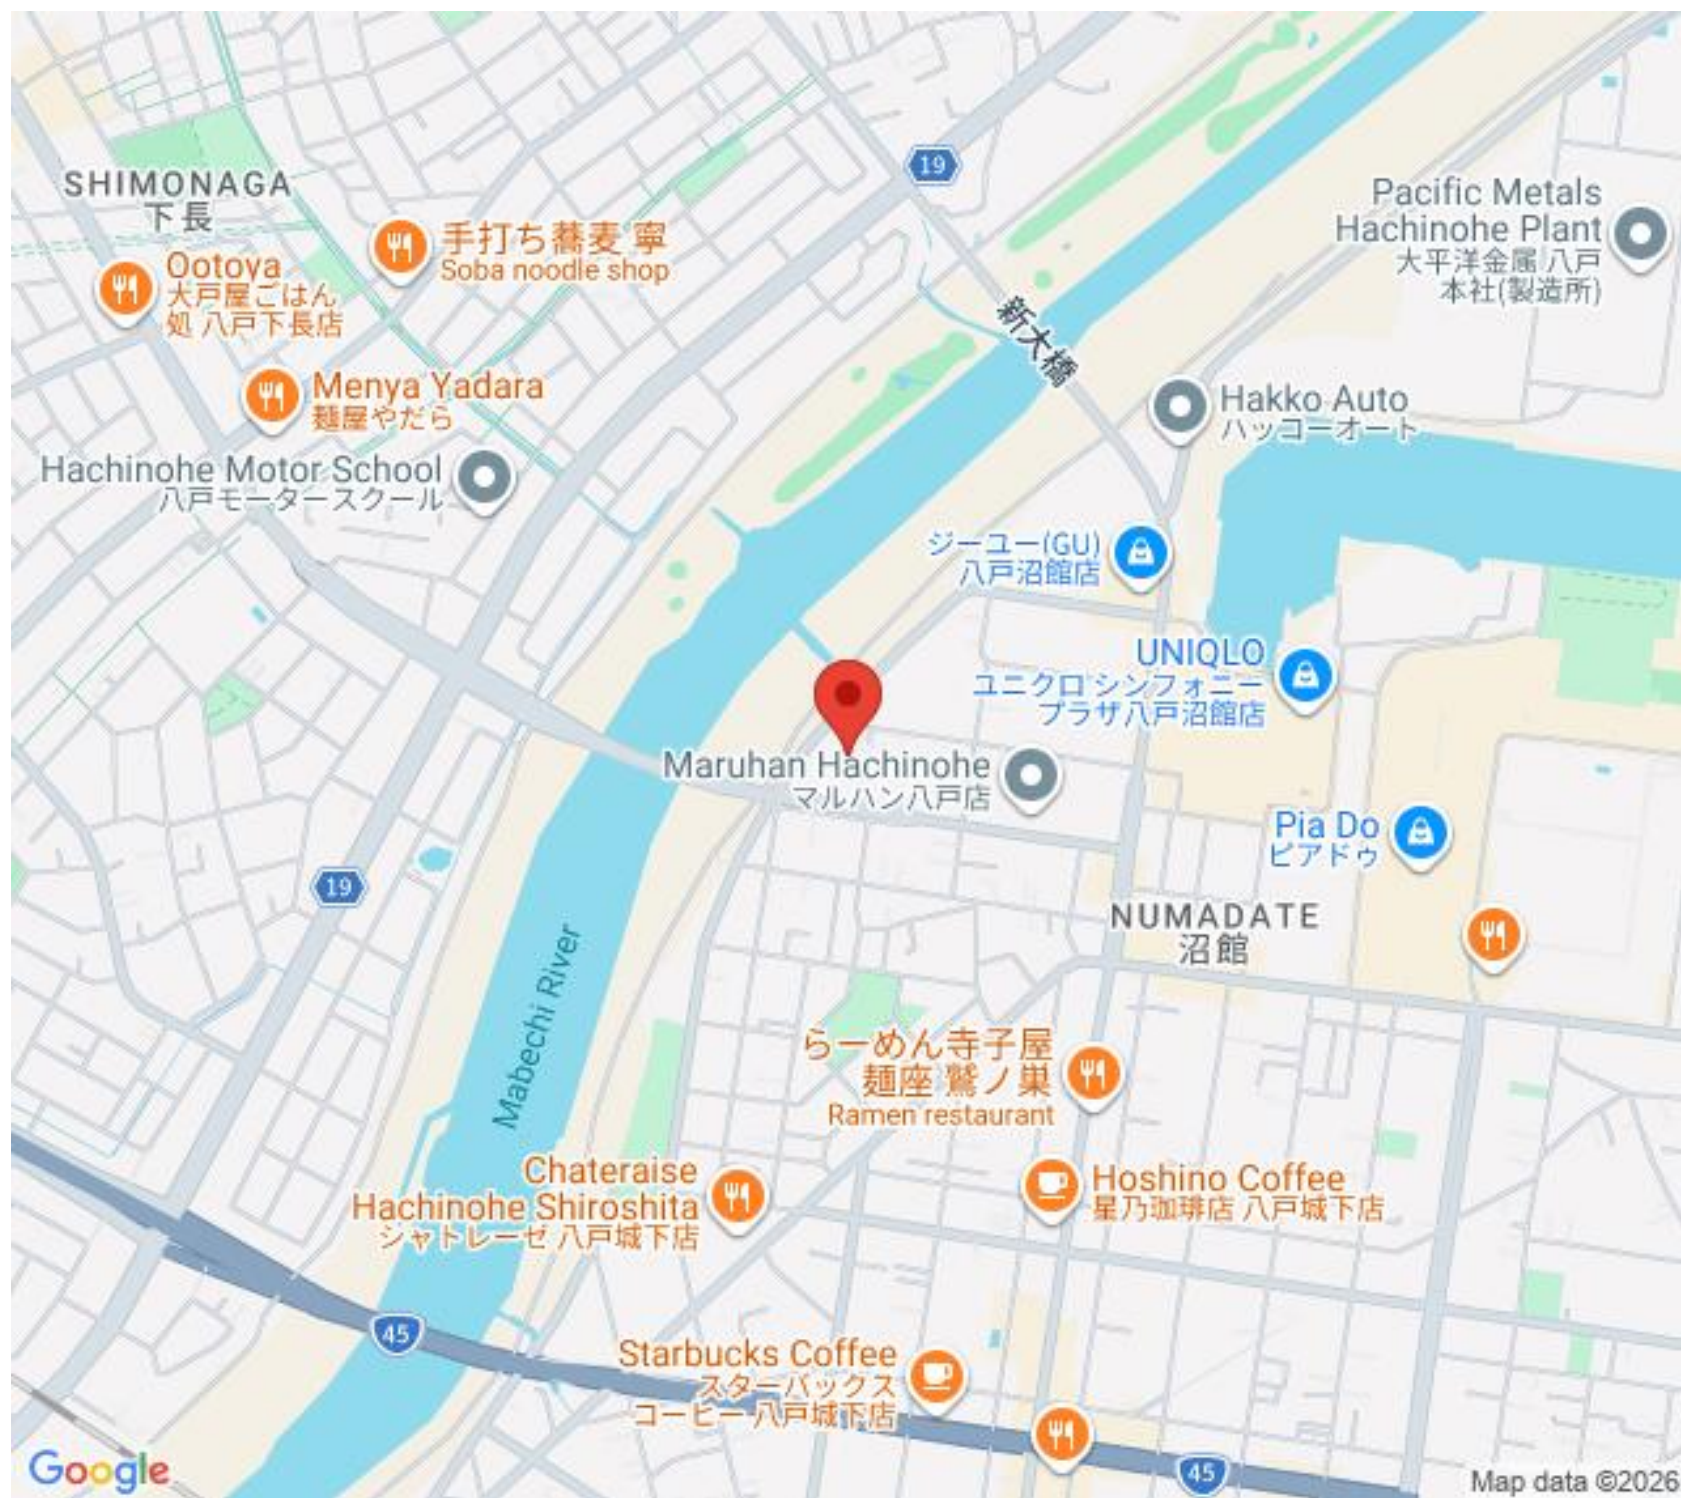 19
SHIMONAGA
下長
手打ち蕎麦 寧
Soba noodle shop
Ootoya
大戸屋ごはん
処 八戸下長店
Pacific Metals
Hachinohe Plant
大平洋金属 八戸
本社(製造所)
新大橋
Menya Yadara
麺屋やだら
Hakko Auto
ハッコーオート
Hachinohe Motor School
八戸モータースクール
ジーユー(GU)
八戸沼館店
UNIQLO
ユニクロ シンフォニー
プラザ八戸沼館店
Maruhan Hachinohe
マルハン八戸店
Pia Do
ピアドゥ
19
NUMADATE
沼館
Mabechi River
らーめん寺子屋
麺座 鷲ノ巣
Ramen restaurant
Chateraise
Hachinohe Shiroshita
シャトレーゼ 八戸城下店
Hoshino Coffee
星乃珈琲店 八戸城下店
45
Starbucks Coffee
スターバックス
コーヒー 八戸城下店
45
Google
Map data ©2026